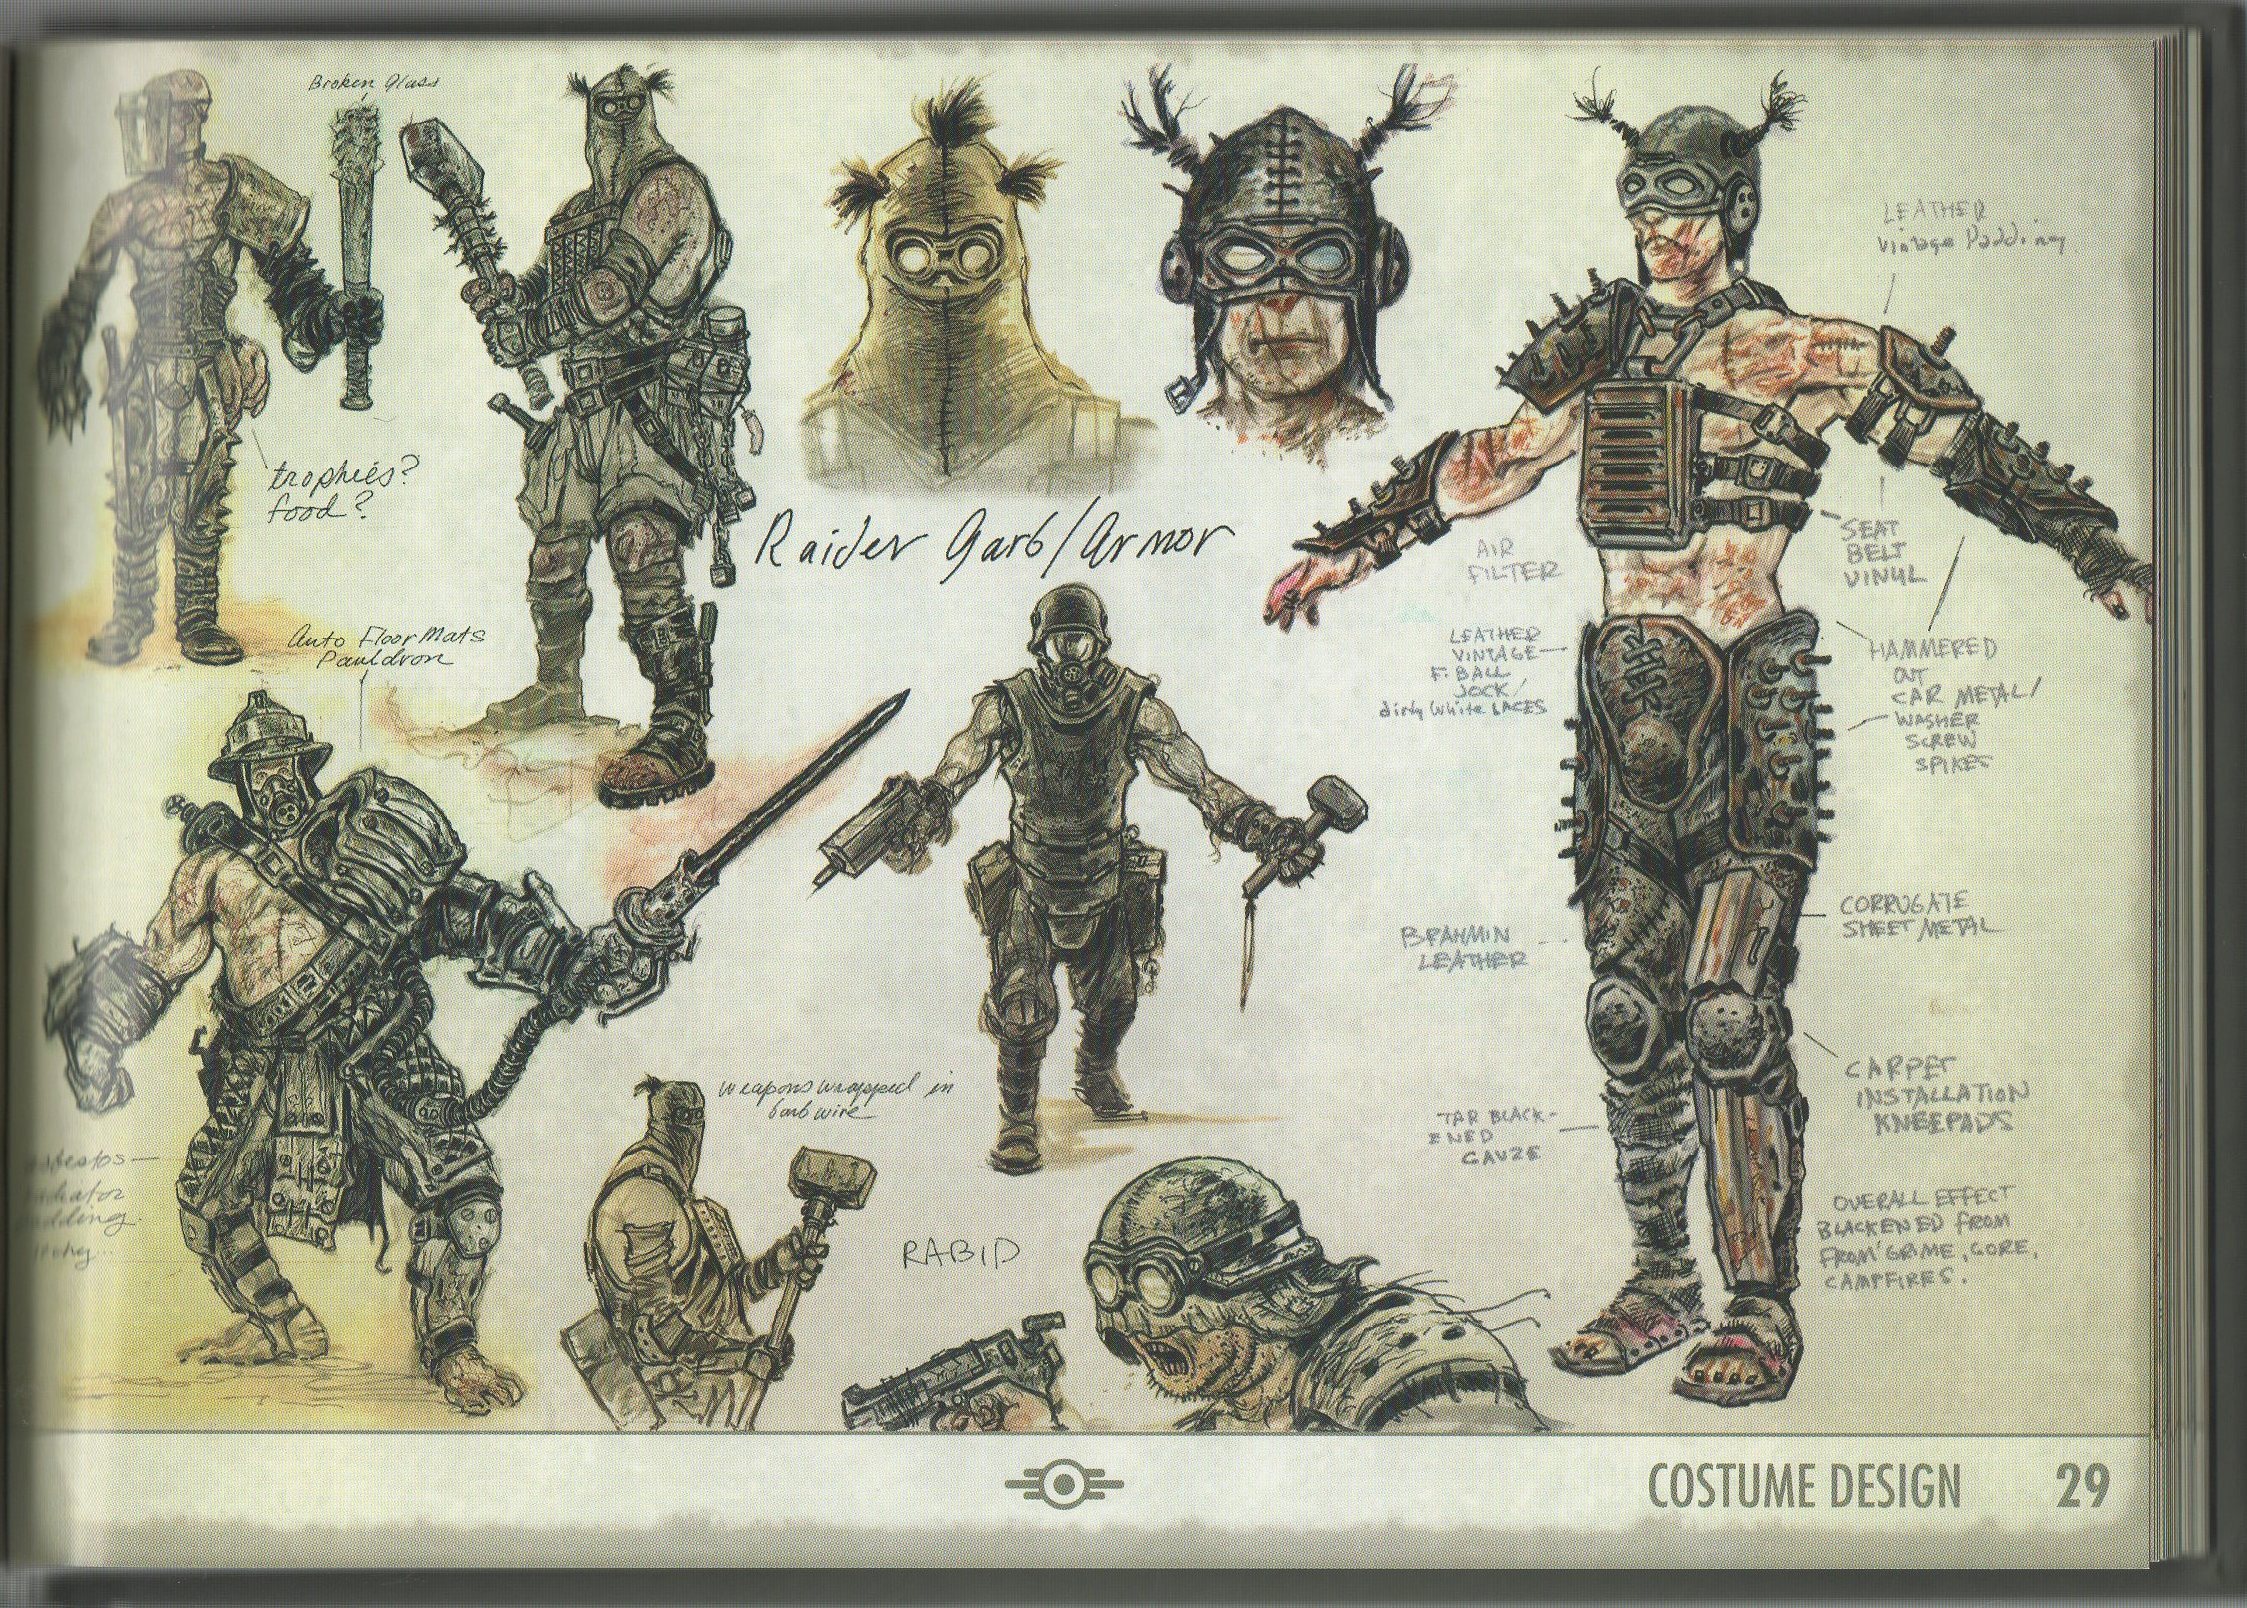 Broken Glass
trophies?
food?
Auto Floor Mats
Pauldron
Raider Garb/Armor
LEATHER
vintage Padding
AIR
FILTER
SEAT
BELT
VINYL
LEATHER
VINTAGE
F. BALL
JOCK/
dirty white LACES
HAMMERED
OUT
CAR METAL/
WASHER
SCREW
SPIKES
BRAHMIN
LEATHER
CORRUGATE
SHEET METAL
CARPET
INSTALLATION
KNEEPADS
TAR BLACK-
ENED
GAUZE
weapons wrapped in
barb wire
RABID
OVERALL EFFECT
BLACKENED FROM
FROM GRIME, GORE,
CAMPFIRES.
COSTUME DESIGN 29